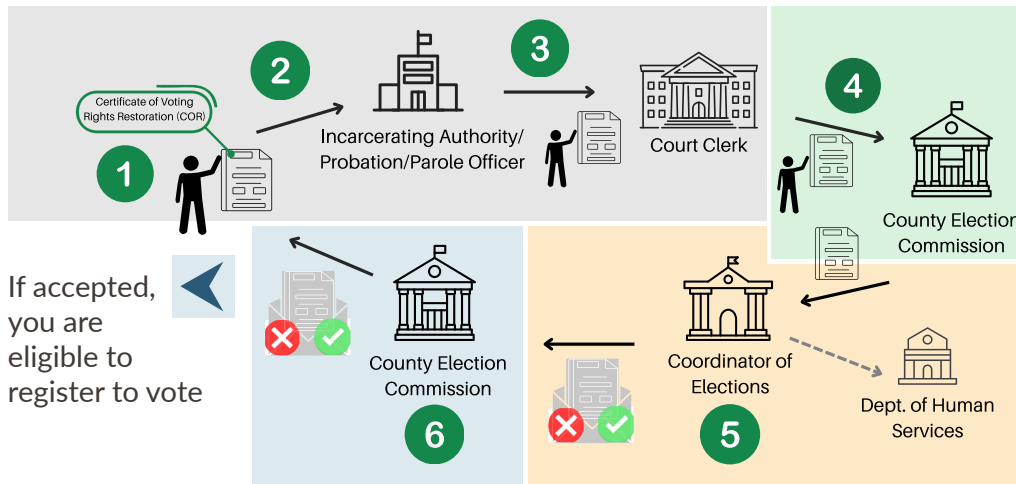 Certificate of Voting
Rights Restoration (COR)
1
2
Incarcerating Authority/
Probation/Parole Officer
3
Court Clerk
4
County Election
Commission
5
Coordinator of
Elections
Dept. of Human
Services
6
County Election
Commission
If accepted,
you are
eligible to
register to vote